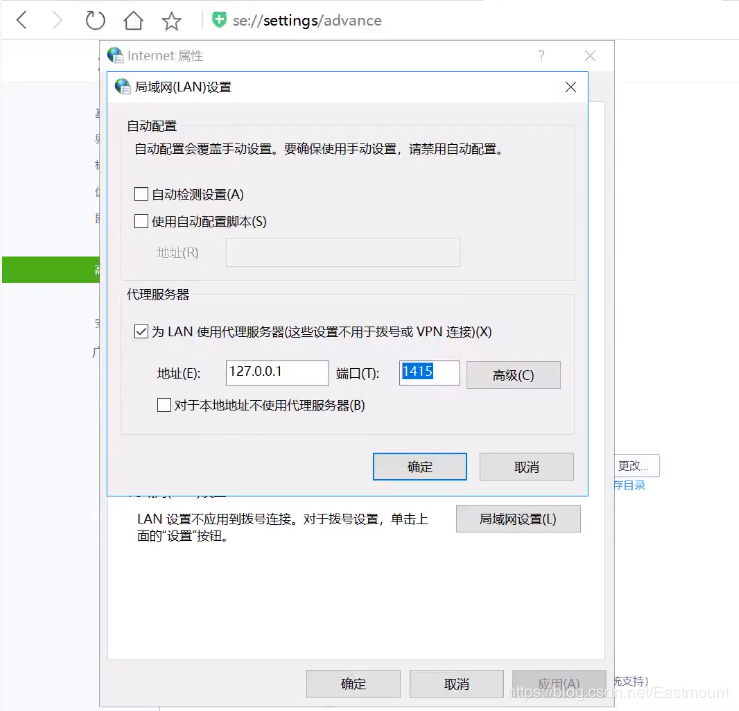 se://settings/advance
Internet 属性
局域网(LAN)设置
自动配置
自动配置会覆盖手动设置。要确保使用手动设置，请禁用自动配置。
自动检测设置(A)
使用自动配置脚本(S)
地址(R)
代理服务器
为 LAN 使用代理服务器(这些设置不用于拨号或 VPN 连接)(X)
地址(E):
127.0.0.1
端口(T):
1415
高级(C)
对于本地地址不使用代理服务器(B)
确定
取消
更改...
存目录
LAN 设置不应用到拨号连接。对于拨号设置，单击上
面的“设置”按钮。
局域网设置(L)
确定
取消
应用(A)
支持)
https://blog.csdn.net/Eastmount